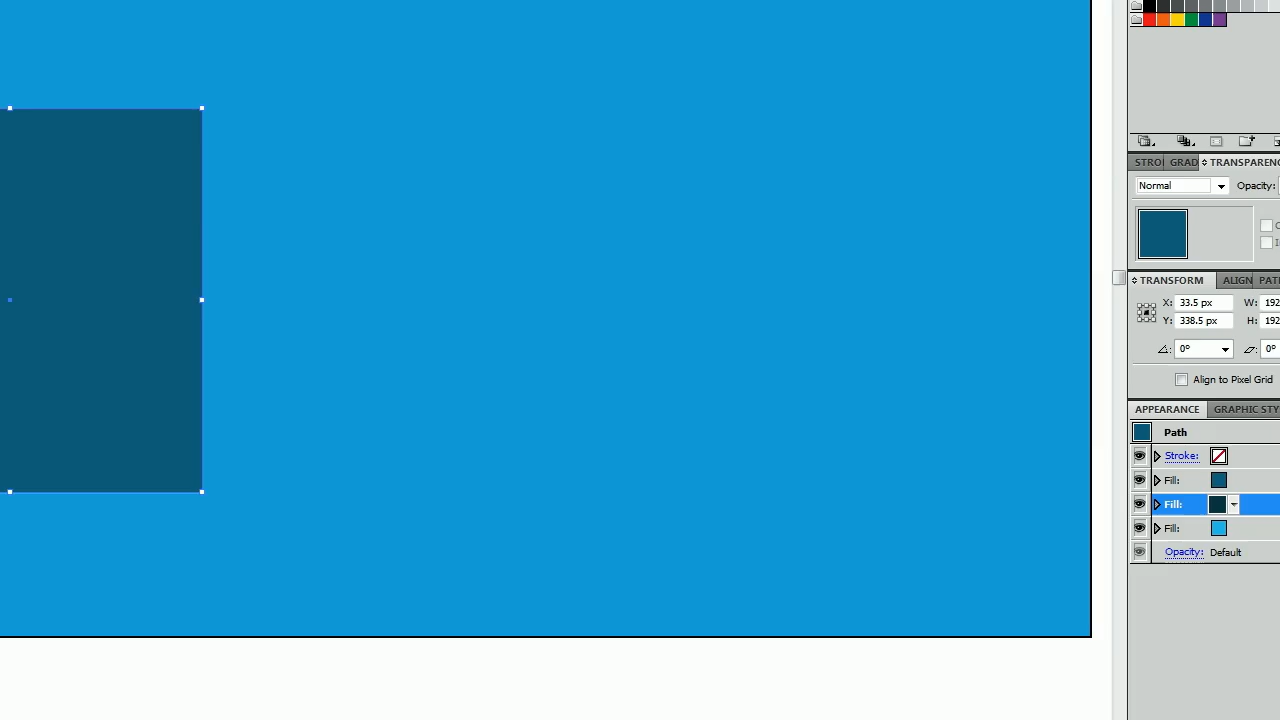 STRO GRAD TRANSPARENC
Normal Opacity:
TRANSFORM ALIGN PAT
X: 33.5 px W: 192
Y: 338.5 px H: 192
0° 0°
Align to Pixel Grid
APPEARANCE GRAPHIC STY
Path
Stroke:
Fill:
Fill:
Fill:
Opacity: Default